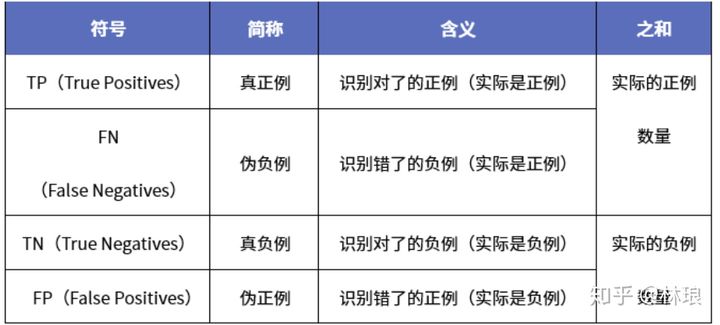 符号 简称 含义 之和
TP（True Positives） 真正例 识别对了的正例（实际是正例） 实际的正例
数量
FN
（False Negatives） 伪负例 识别错了的负例（实际是正例）
TN（True Negatives） 真负例 识别对了的负例（实际是负例） 实际的负例
数量
FP（False Positives） 伪正例 识别错了的正例（实际是负例）
知乎 @林琅